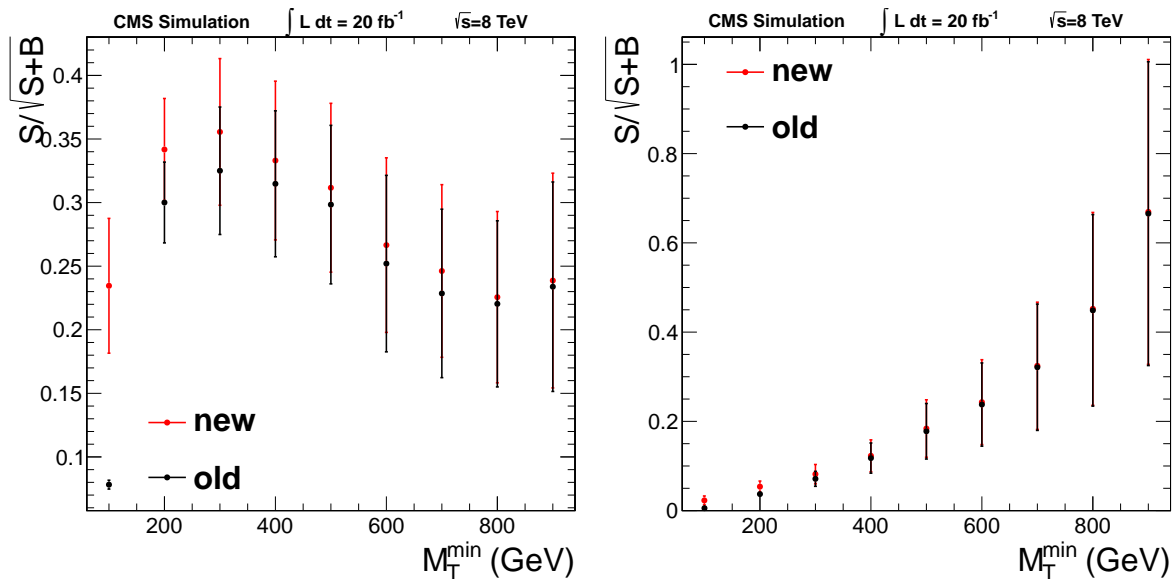 CMS Simulation ∫ L dt = 20 fb⁻¹ √s=8 TeV
S/√S+B
0.4
0.35
0.3
0.25
0.2
0.15
0.1
new
old
200 400 600 800
M_T^min (GeV)
CMS Simulation ∫ L dt = 20 fb⁻¹ √s=8 TeV
S/√S+B
1
0.8
0.6
0.4
0.2
0
new
old
200 400 600 800
M_T^min (GeV)